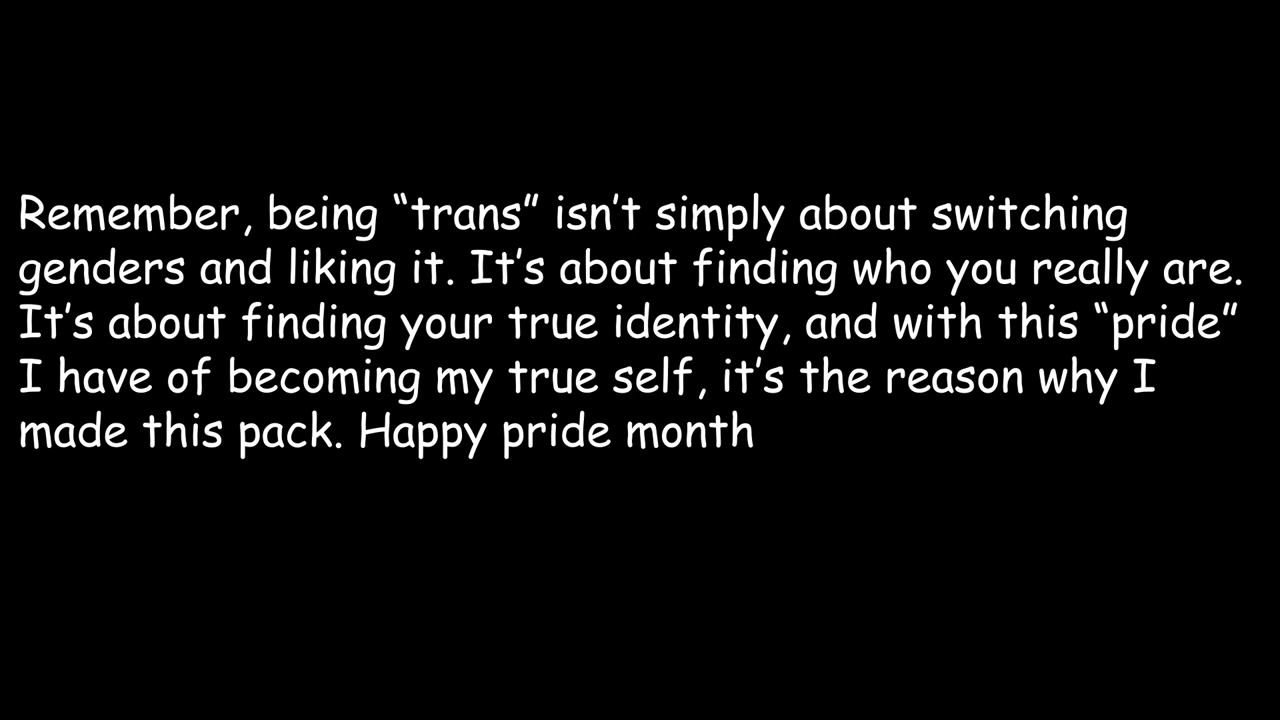 Remember, being “trans” isn’t simply about switching
genders and liking it. It’s about finding who you really are.
It’s about finding your true identity, and with this “pride”
I have of becoming my true self, it’s the reason why I
made this pack. Happy pride month